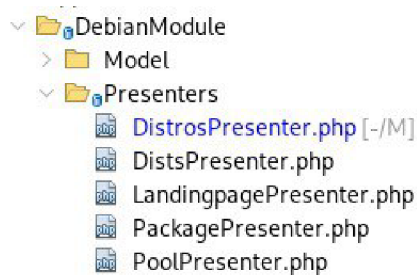 DebianModule
Model
Presenters
DistrosPresenter.php [-/M]
DistsPresenter.php
LandingpagePresenter.php
PackagePresenter.php
PoolPresenter.php